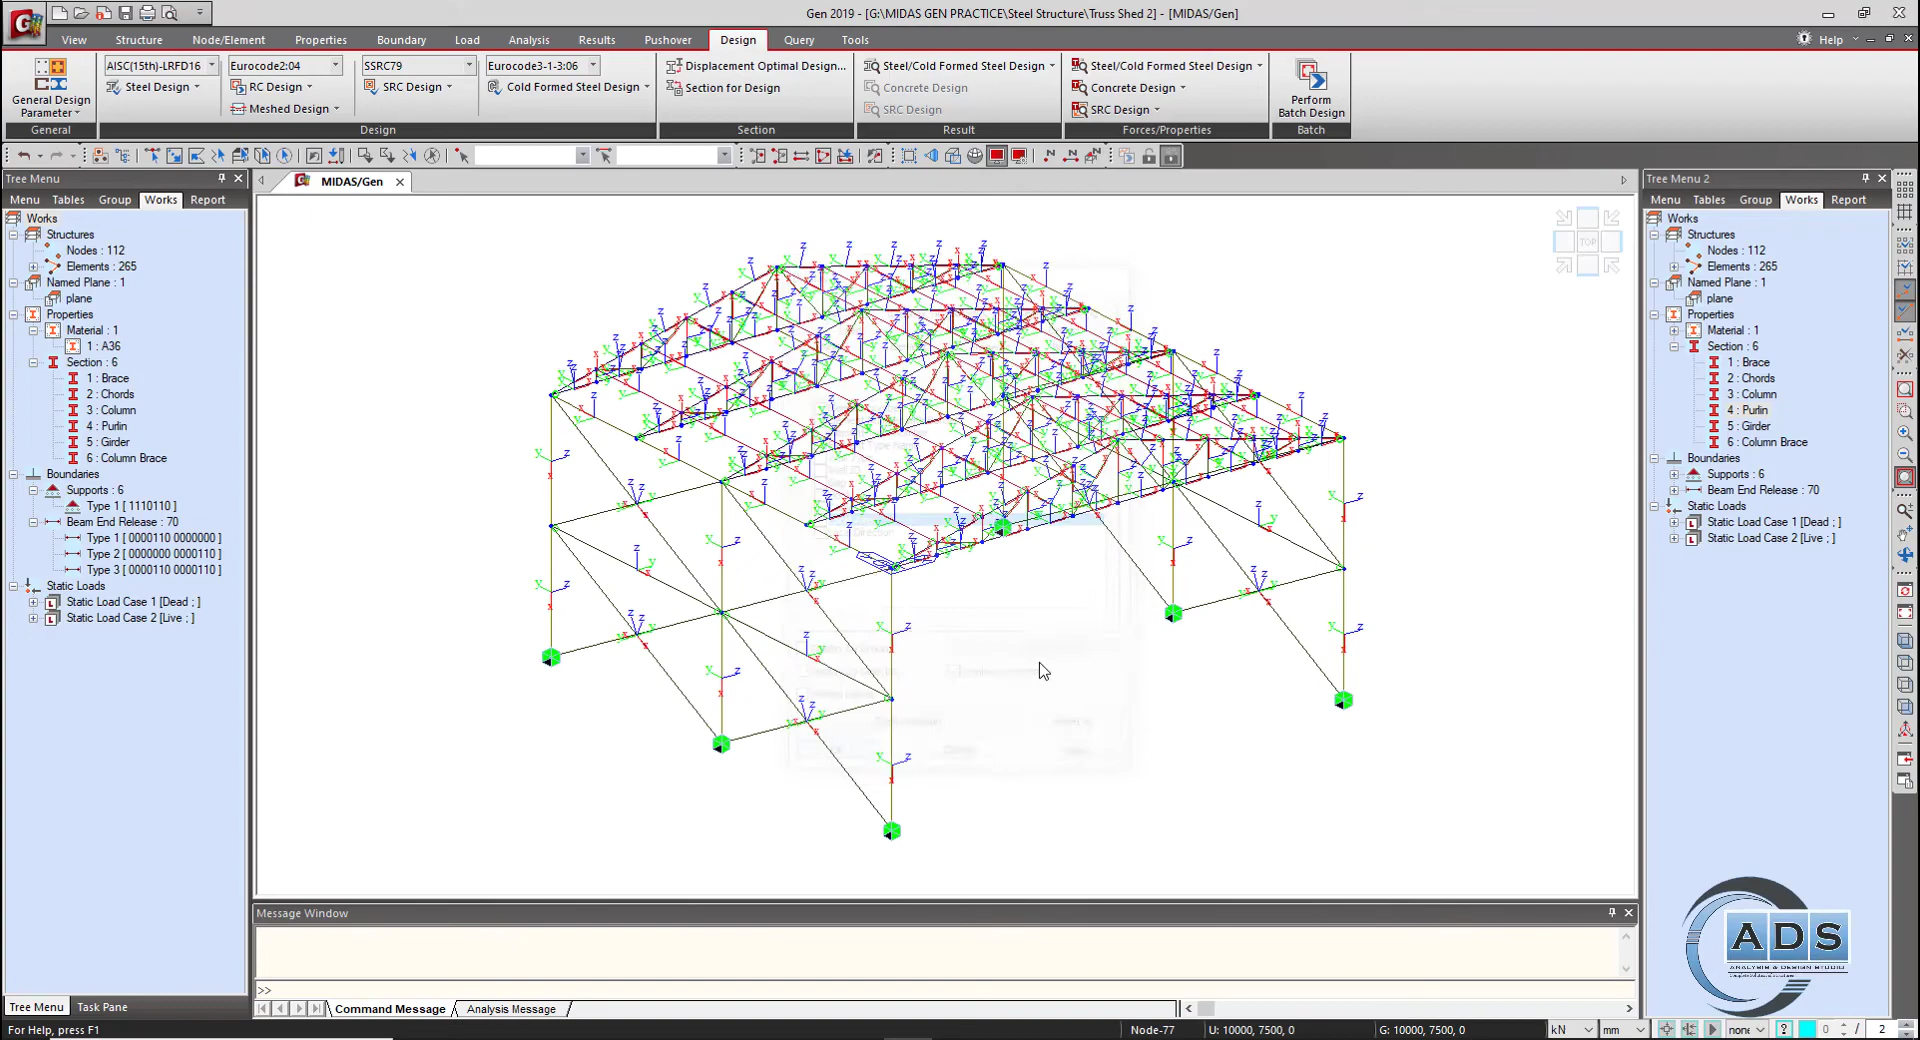 Gen 2019 - [G:\MIDAS GEN PRACTICE\Steel Structure\Truss Shed 2] - [MIDAS/Gen]
View Structure Node/Element Properties Boundary Load Analysis Results Pushover Design Query Tools Help
AISC(15th)-LRFD16 Eurocode2:04 SSRC79 Eurocode3-1-3:06 Displacement Optimal Design... Steel/Cold Formed Steel Design Steel/Cold Formed Steel Design
General Design Parameter Steel Design RC Design SRC Design Cold Formed Steel Design Section for Design Concrete Design Concrete Design Perform Batch Design
Meshed Design SRC Design SRC Design
General Design Section Result Forces/Properties Batch
Tree Menu
MIDAS/Gen
Tree Menu 2
Menu Tables Group Works Report
Works
Structures
Nodes : 112
Elements : 265
Named Plane : 1
plane
Properties
Material : 1
1 : A36
Section : 6
1 : Brace
2 : Chords
3 : Column
4 : Purlin
5 : Girder
6 : Column Brace
Boundaries
Supports : 6
Type 1 [ 1110110 ]
Beam End Release : 70
Type 1 [ 0000110 0000000 ]
Type 2 [ 0000000 0000110 ]
Type 3 [ 0000110 0000110 ]
Static Loads
Static Load Case 1 [Dead ; ]
Static Load Case 2 [Live ; ]
TOP
Menu Tables Group Works Report
Works
Structures
Nodes : 112
Elements : 265
Named Plane : 1
plane
Properties
Material : 1
Section : 6
1 : Brace
2 : Chords
3 : Column
4 : Purlin
5 : Girder
6 : Column Brace
Boundaries
Supports : 6
Beam End Release : 70
Static Loads
Static Load Case 1 [Dead ; ]
Static Load Case 2 [Live ; ]
Message Window
>>
Command Message Analysis Message
Tree Menu Task Pane
ADS
ANALYSIS & DESIGN STUDIO
For Help, press F1 Node-77 U: 10000, 7500, 0 G: 10000, 7500, 0 kN mm none 0 / 2